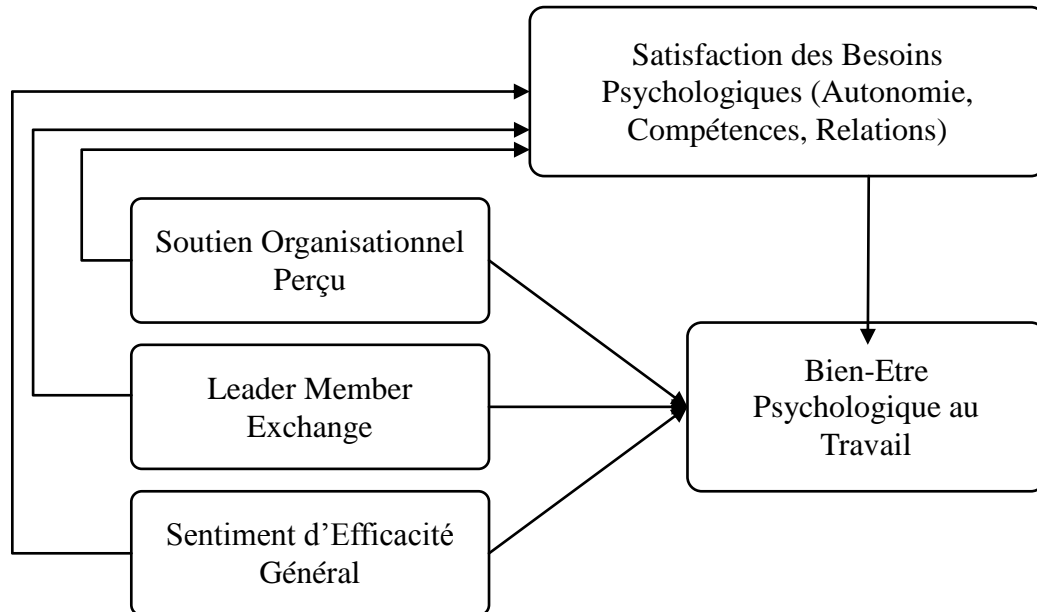 Satisfaction des Besoins
Psychologiques (Autonomie,
Compétences, Relations)
Soutien Organisationnel
Perçu
Leader Member
Exchange
Sentiment d’Efficacité
Général
Bien-Etre
Psychologique au
Travail